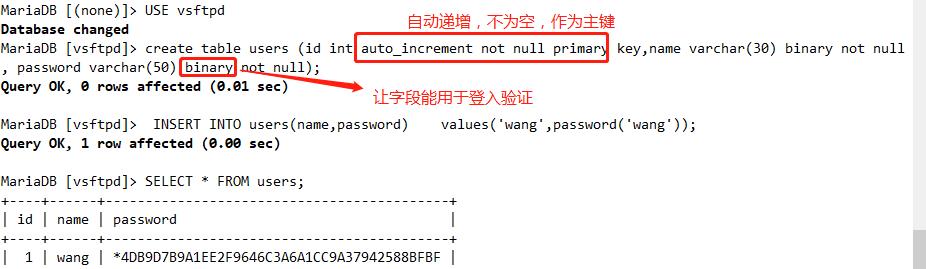 MariaDB [(none)]> USE vsftpd
自动递增，不为空，作为主键
Database changed
MariaDB [vsftpd]> create table users (id int auto_increment not null primary key,name varchar(30) binary not null
, password varchar(50) binary not null);
Query OK, 0 rows affected (0.01 sec)
让字段能用于登入验证
MariaDB [vsftpd]>  INSERT INTO users(name,password)    values('wang',password('wang'));
Query OK, 1 row affected (0.00 sec)
MariaDB [vsftpd]> SELECT * FROM users;
+----+------+-------------------------------------------+
| id | name | password                                  |
+----+------+-------------------------------------------+
|  1 | wang | *4DB9D7B9A1EE2F9646C3A6A1CC9A37942588BFBF |